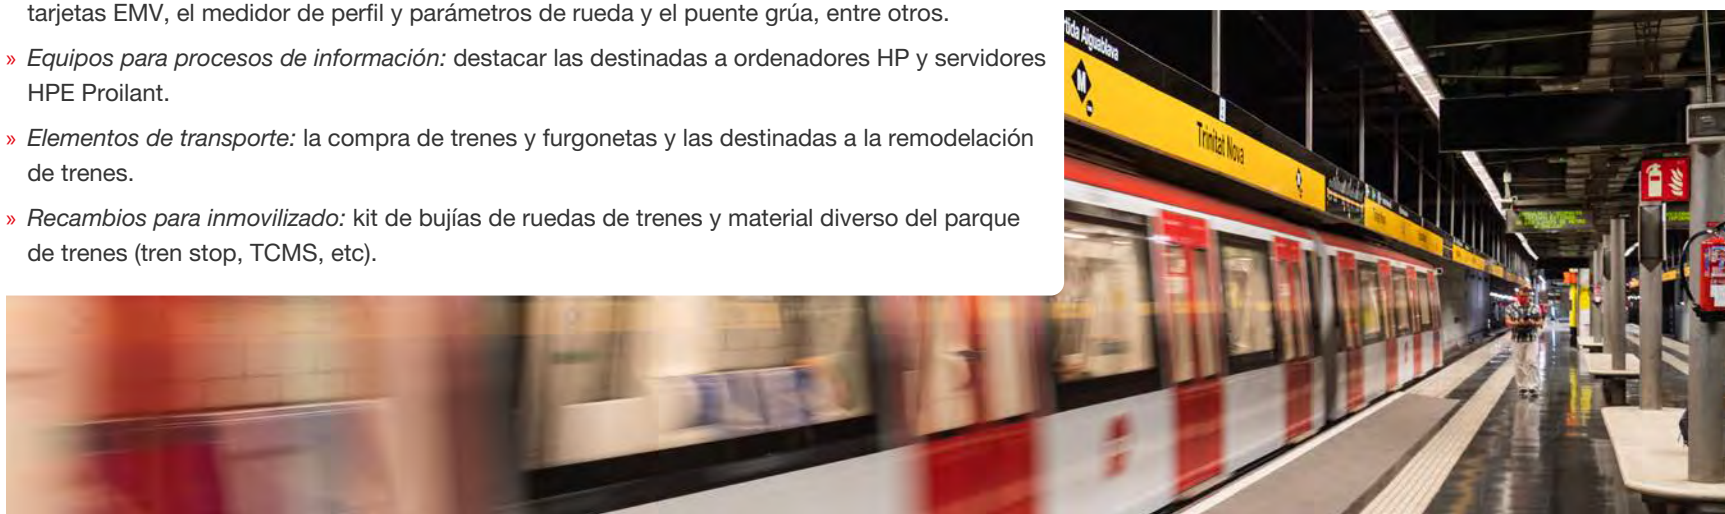 tarjetas EMV, el medidor de perfil y parámetros de rueda y el puente grúa, entre otros.
» Equipos para procesos de información: destacar las destinadas a ordenadores HP y servidores
HPE Proilant.
» Elementos de transporte: la compra de trenes y furgonetas y las destinadas a la remodelación
de trenes.
» Recambios para inmovilizado: kit de bujías de ruedas de trenes y material diverso del parque
de trenes (tren stop, TCMS, etc).
Aiguablava
M
Trinitat Nova